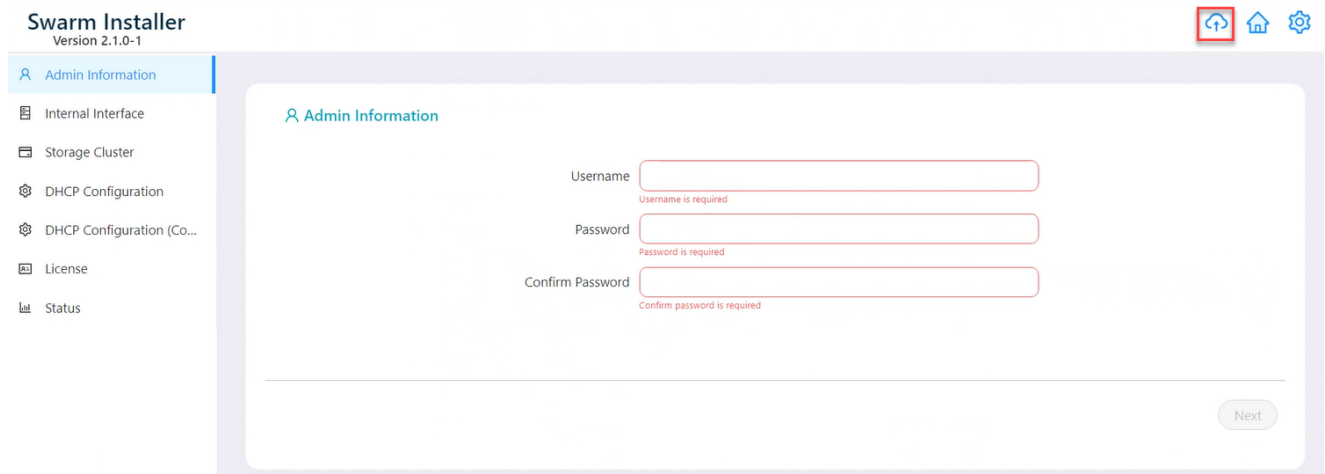 Swarm Installer
Version 2.1.0-1
Admin Information
Internal Interface
Storage Cluster
DHCP Configuration
DHCP Configuration (Co...
License
Status
Admin Information
Username
Username is required
Password
Password is required
Confirm Password
Confirm password is required
Next